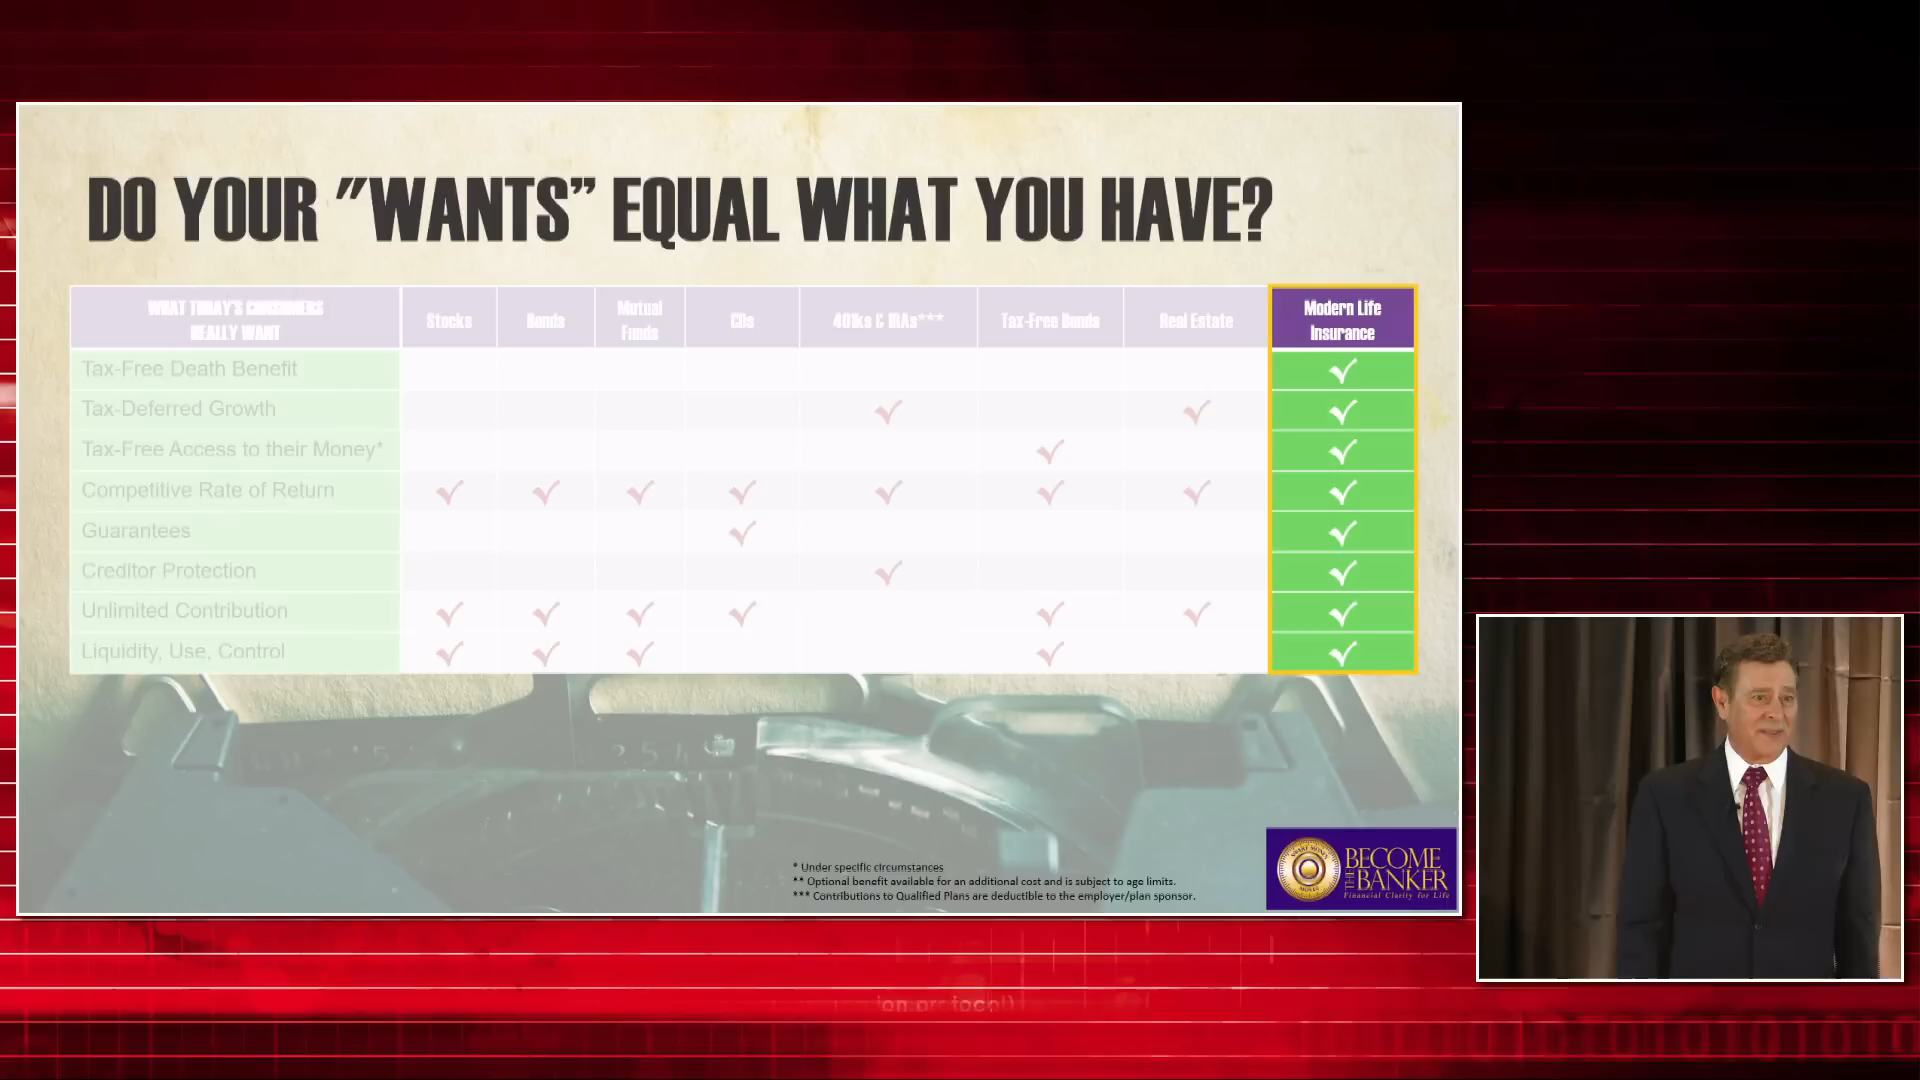 DO YOUR "WANTS” EQUAL WHAT YOU HAVE?
WHAT TODAY'S CONSUMERS
REALLY WANT
Stocks
Bonds
Mutual
Funds
CDs
401ks & IRAs***
Tax-Free Bonds
Real Estate
Modern Life
Insurance
Tax-Free Death Benefit
Tax-Deferred Growth
Tax-Free Access to their Money*
Competitive Rate of Return
Guarantees
Creditor Protection
Unlimited Contribution
Liquidity, Use, Control
* Under specific circumstances
** Optional benefit available for an additional cost and is subject to age limits.
*** Contributions to Qualified Plans are deductible to the employer/plan sponsor.
BECOME
THE BANKER
Financial Clarity for Life